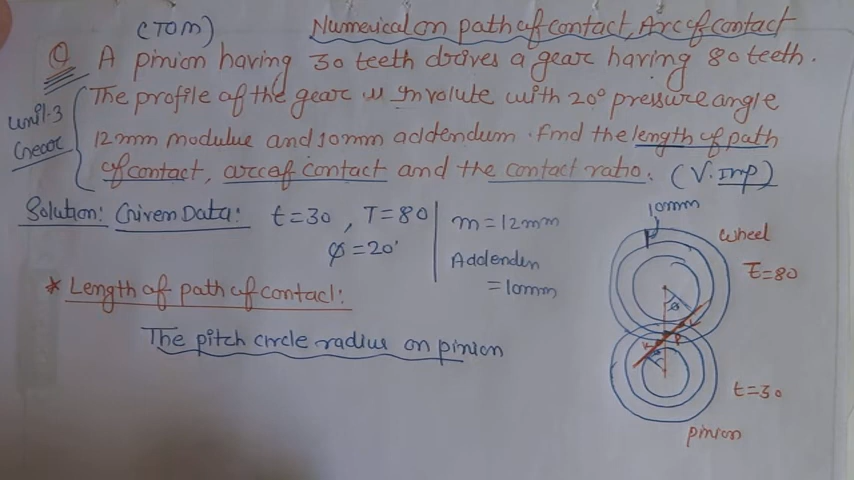 (TOM) Numerical on path of contact, Arc of contact
Q A pinion having 30 teeth drives a gear having 80 teeth.
Unit-3 Gear
The profile of the gear is Involute with 20° pressure angle
12mm modulue and 10mm addendum. find the length of path
of contact, arc of contact and the contact ratio. (V. Imp)
Solution: Given Data: t=30, T=80
φ=20°
m=12mm
Addenden
=10mm
10mm
wheel
T=80
φ
K
P
L
t=30
pinion
* Length of path of contact:
The pitch circle radius on pinion